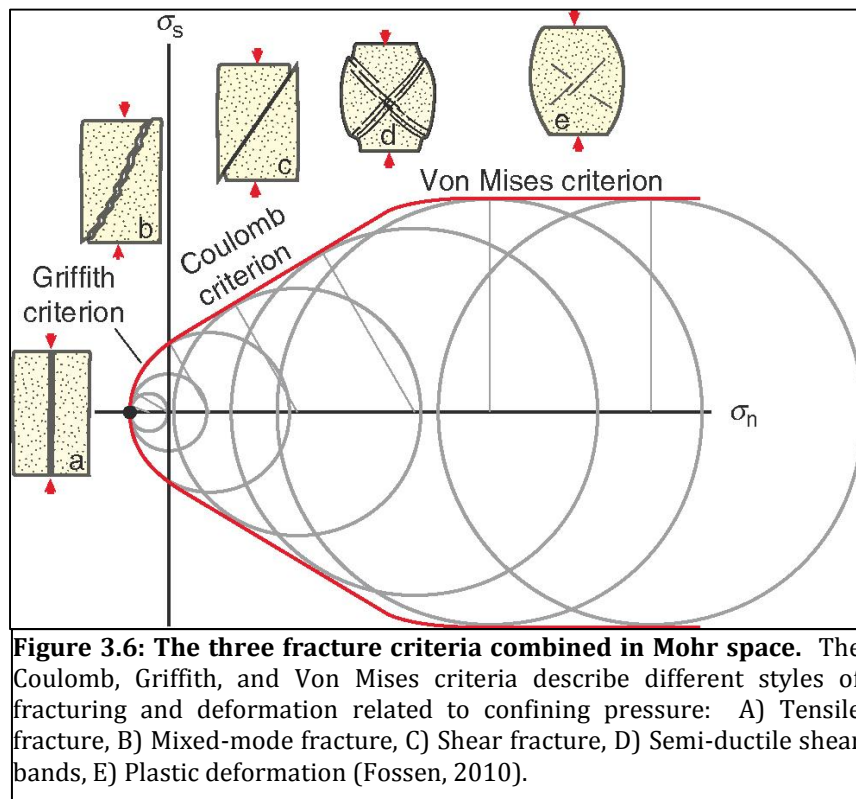 σs
a
b
c
d
e
Von Mises criterion
Coulomb
criterion
Griffith
criterion
σn
Figure 3.6: The three fracture criteria combined in Mohr space. The
Coulomb, Griffith, and Von Mises criteria describe different styles of
fracturing and deformation related to confining pressure: A) Tensile
fracture, B) Mixed-mode fracture, C) Shear fracture, D) Semi-ductile shear
bands, E) Plastic deformation (Fossen, 2010).